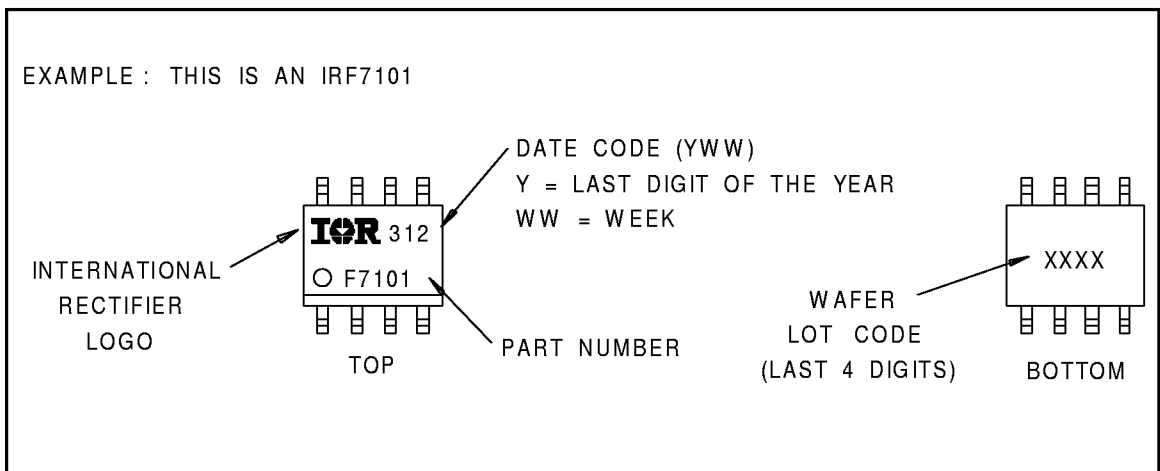 EXAMPLE : THIS IS AN IRF7101
DATE CODE (YWW)
Y = LAST DIGIT OF THE YEAR
WW = WEEK
IOR 312
F7101
INTERNATIONAL
RECTIFIER
LOGO
TOP
PART NUMBER
XXXX
WAFER
LOT CODE
(LAST 4 DIGITS)
BOTTOM